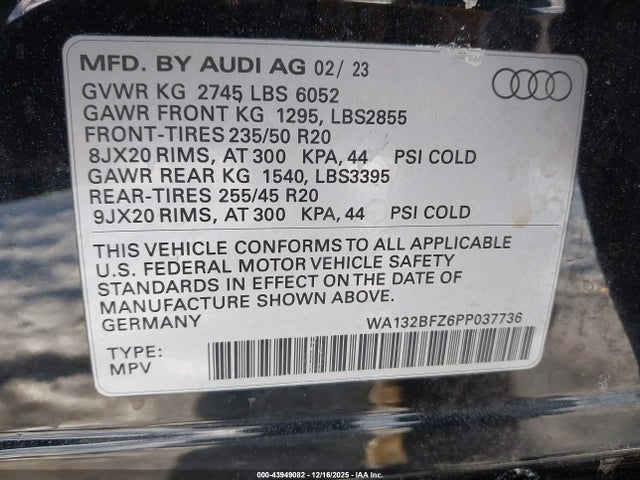 MFD. BY AUDI AG 02/ 23
GVWR KG 2745 LBS 6052
GAWR FRONT KG 1295, LBS2855
FRONT-TIRES 235/50 R20
8JX20 RIMS, AT 300 KPA, 44 PSI COLD
GAWR REAR KG 1540, LBS3395
REAR-TIRES 255/45 R20
9JX20 RIMS, AT 300 KPA, 44 PSI COLD
THIS VEHICLE CONFORMS TO ALL APPLICABLE
U.S. FEDERAL MOTOR VEHICLE SAFETY
STANDARDS IN EFFECT ON THE DATE OF
MANUFACTURE SHOWN ABOVE.
GERMANY
WA132BFZ6PP037736
TYPE:
MPV
000-43949082 - 12/16/2025 - IAA, Inc.